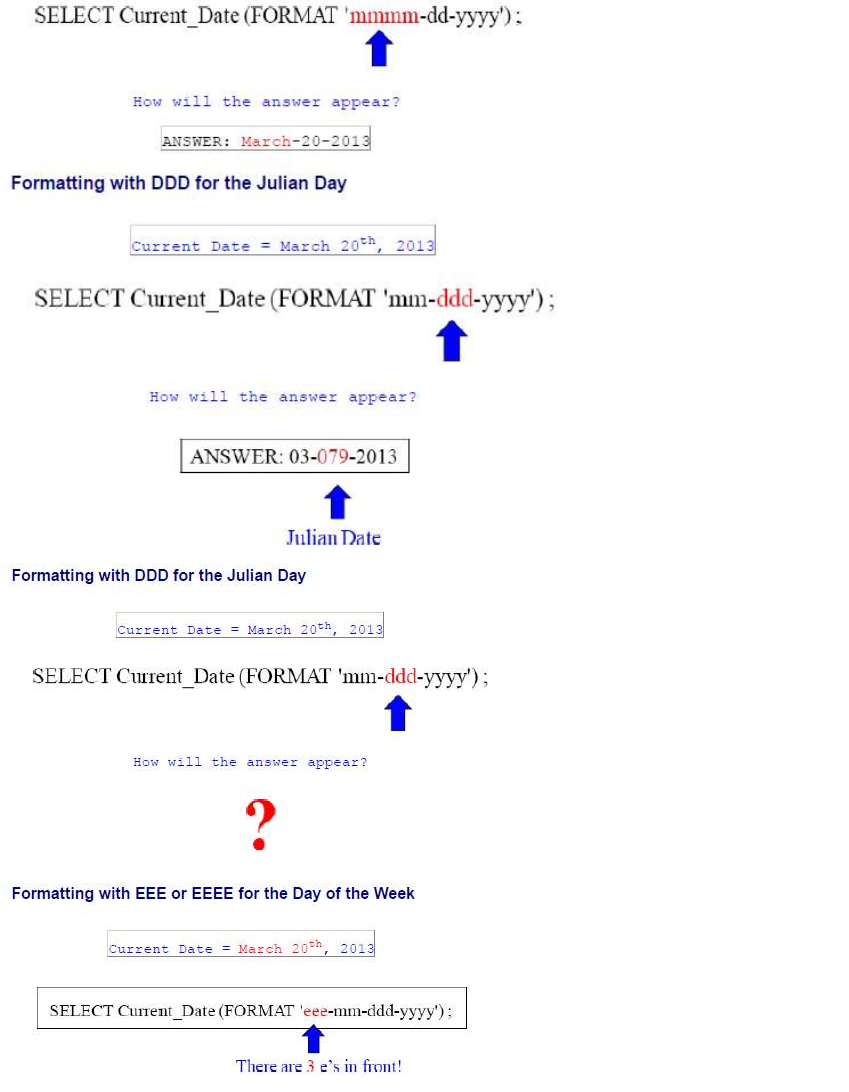 SELECT Current_Date (FORMAT 'mmmm-dd-yyyy') ;
How will the answer appear?
ANSWER: March-20-2013
Formatting with DDD for the Julian Day
Current Date = March 20th, 2013
SELECT Current_Date (FORMAT 'mm-ddd-yyyy') ;
How will the answer appear?
ANSWER: 03-079-2013
Julian Date
Formatting with DDD for the Julian Day
Current Date = March 20th, 2013
SELECT Current_Date (FORMAT 'mm-ddd-yyyy') ;
How will the answer appear?
?
Formatting with EEE or EEEE for the Day of the Week
Current Date = March 20th, 2013
SELECT Current_Date (FORMAT 'eee-mm-ddd-yyyy') ;
There are 3 e's in front!